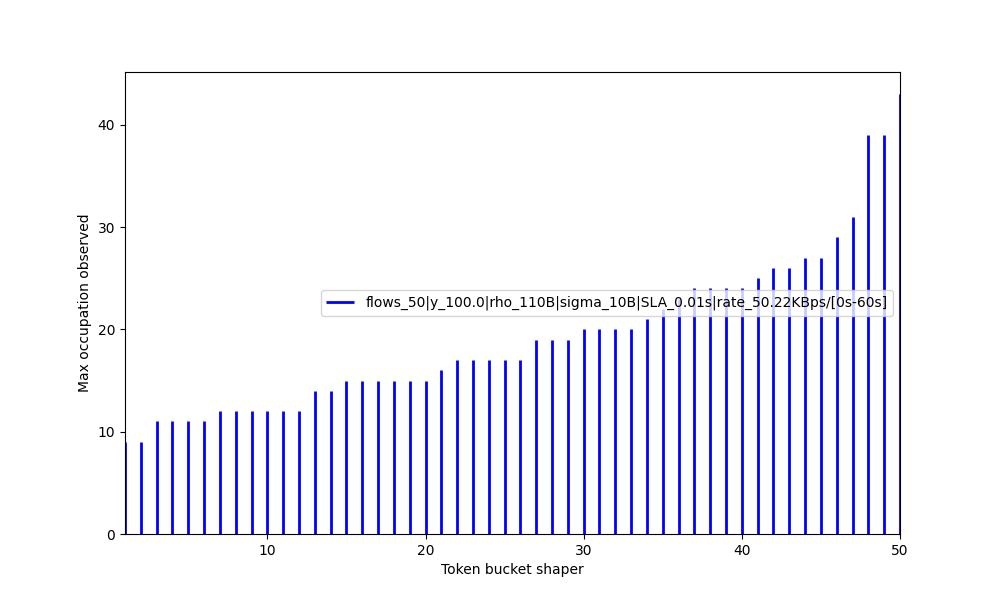 40
30
20
10
0
Max occupation observed
flows_50|y_100.0|rho_110B|sigma_10B|SLA_0.01s|rate_50.22KBps/[0s-60s]
10 20 30 40 50
Token bucket shaper